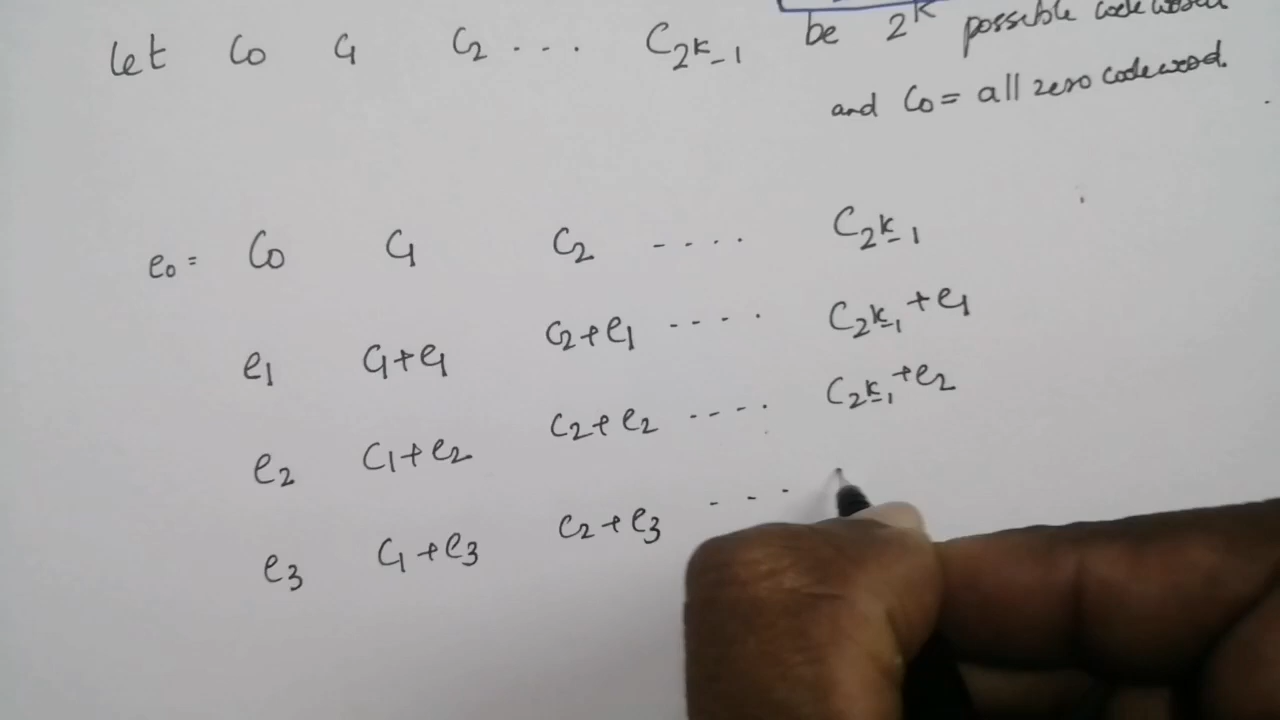 Let C₀ C₁ C₂ ... C₂ᵏ₋₁ be 2ᵏ possible codeword
and C₀ = all zero codeword.
e₀ = C₀ C₁ C₂ .... C₂ᵏ₋₁
e₁ C₁+e₁ C₂+e₁ .... C₂ᵏ₋₁+e₁
e₂ C₁+e₂ C₂+e₂ .... C₂ᵏ₋₁+e₂
e₃ C₁+e₃ C₂+e₃ ---